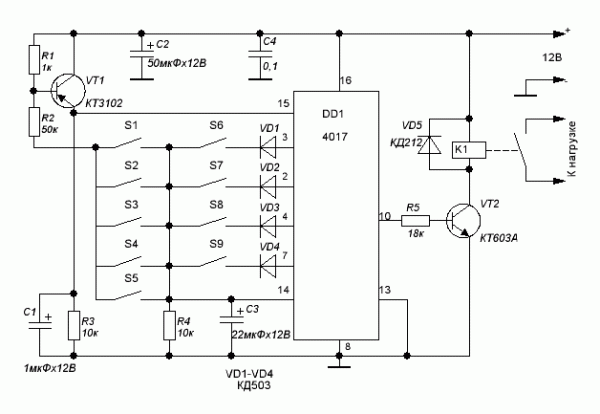 +
12В
-
К нагрузке
R1
1к
VT1
КТ3102
R2
50к
+ C2
50мкФх12В
C4
0,1
16
15
DD1
4017
S1
S6
VD1
3
S2
S7
VD2
2
S3
S8
VD3
4
S4
S9
VD4
7
S5
14
10
13
8
VD5
КД212
K1
R5
18к
VT2
КТ603А
C1 +
1мкФх12В
R3
10к
R4
10к
+ C3
22мкФх12В
VD1-VD4
КД503